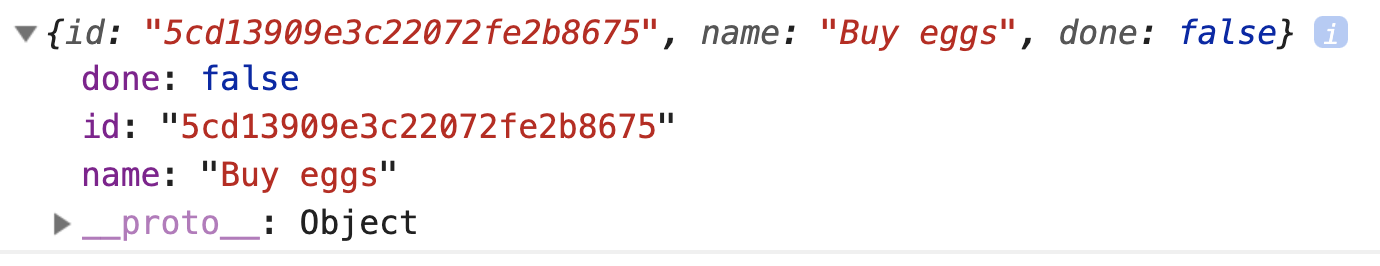 {id: "5cd13909e3c22072fe2b8675", name: "Buy eggs", done: false} i
done: false
id: "5cd13909e3c22072fe2b8675"
name: "Buy eggs"
__proto__: Object